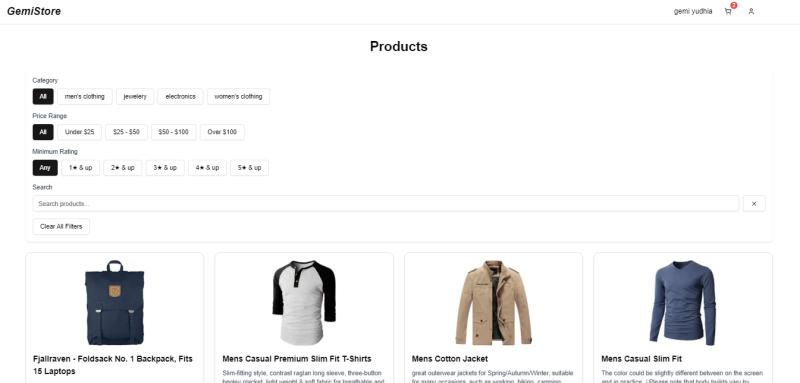 GemiStore
gemi yudhia
2
Products
Category
All men's clothing jewelery electronics women's clothing
Price Range
All Under $25 $25 - $50 $50 - $100 Over $100
Minimum Rating
Any 1★ & up 2★ & up 3★ & up 4★ & up 5★ & up
Search
Search products...
Clear All Filters
Fjallraven - Foldsack No. 1 Backpack, Fits
15 Laptops
Mens Casual Premium Slim Fit T-Shirts
Slim-fitting style, contrast raglan long sleeve, three-button
henley placket, light weight & soft fabric for breathable and
Mens Cotton Jacket
great outerwear jackets for Spring/Autumn/Winter, suitable
for many occasions, such as working, hiking, camping,
Mens Casual Slim Fit
The color could be slightly different between on the screen
and in practice. / Please note that body builds vary by